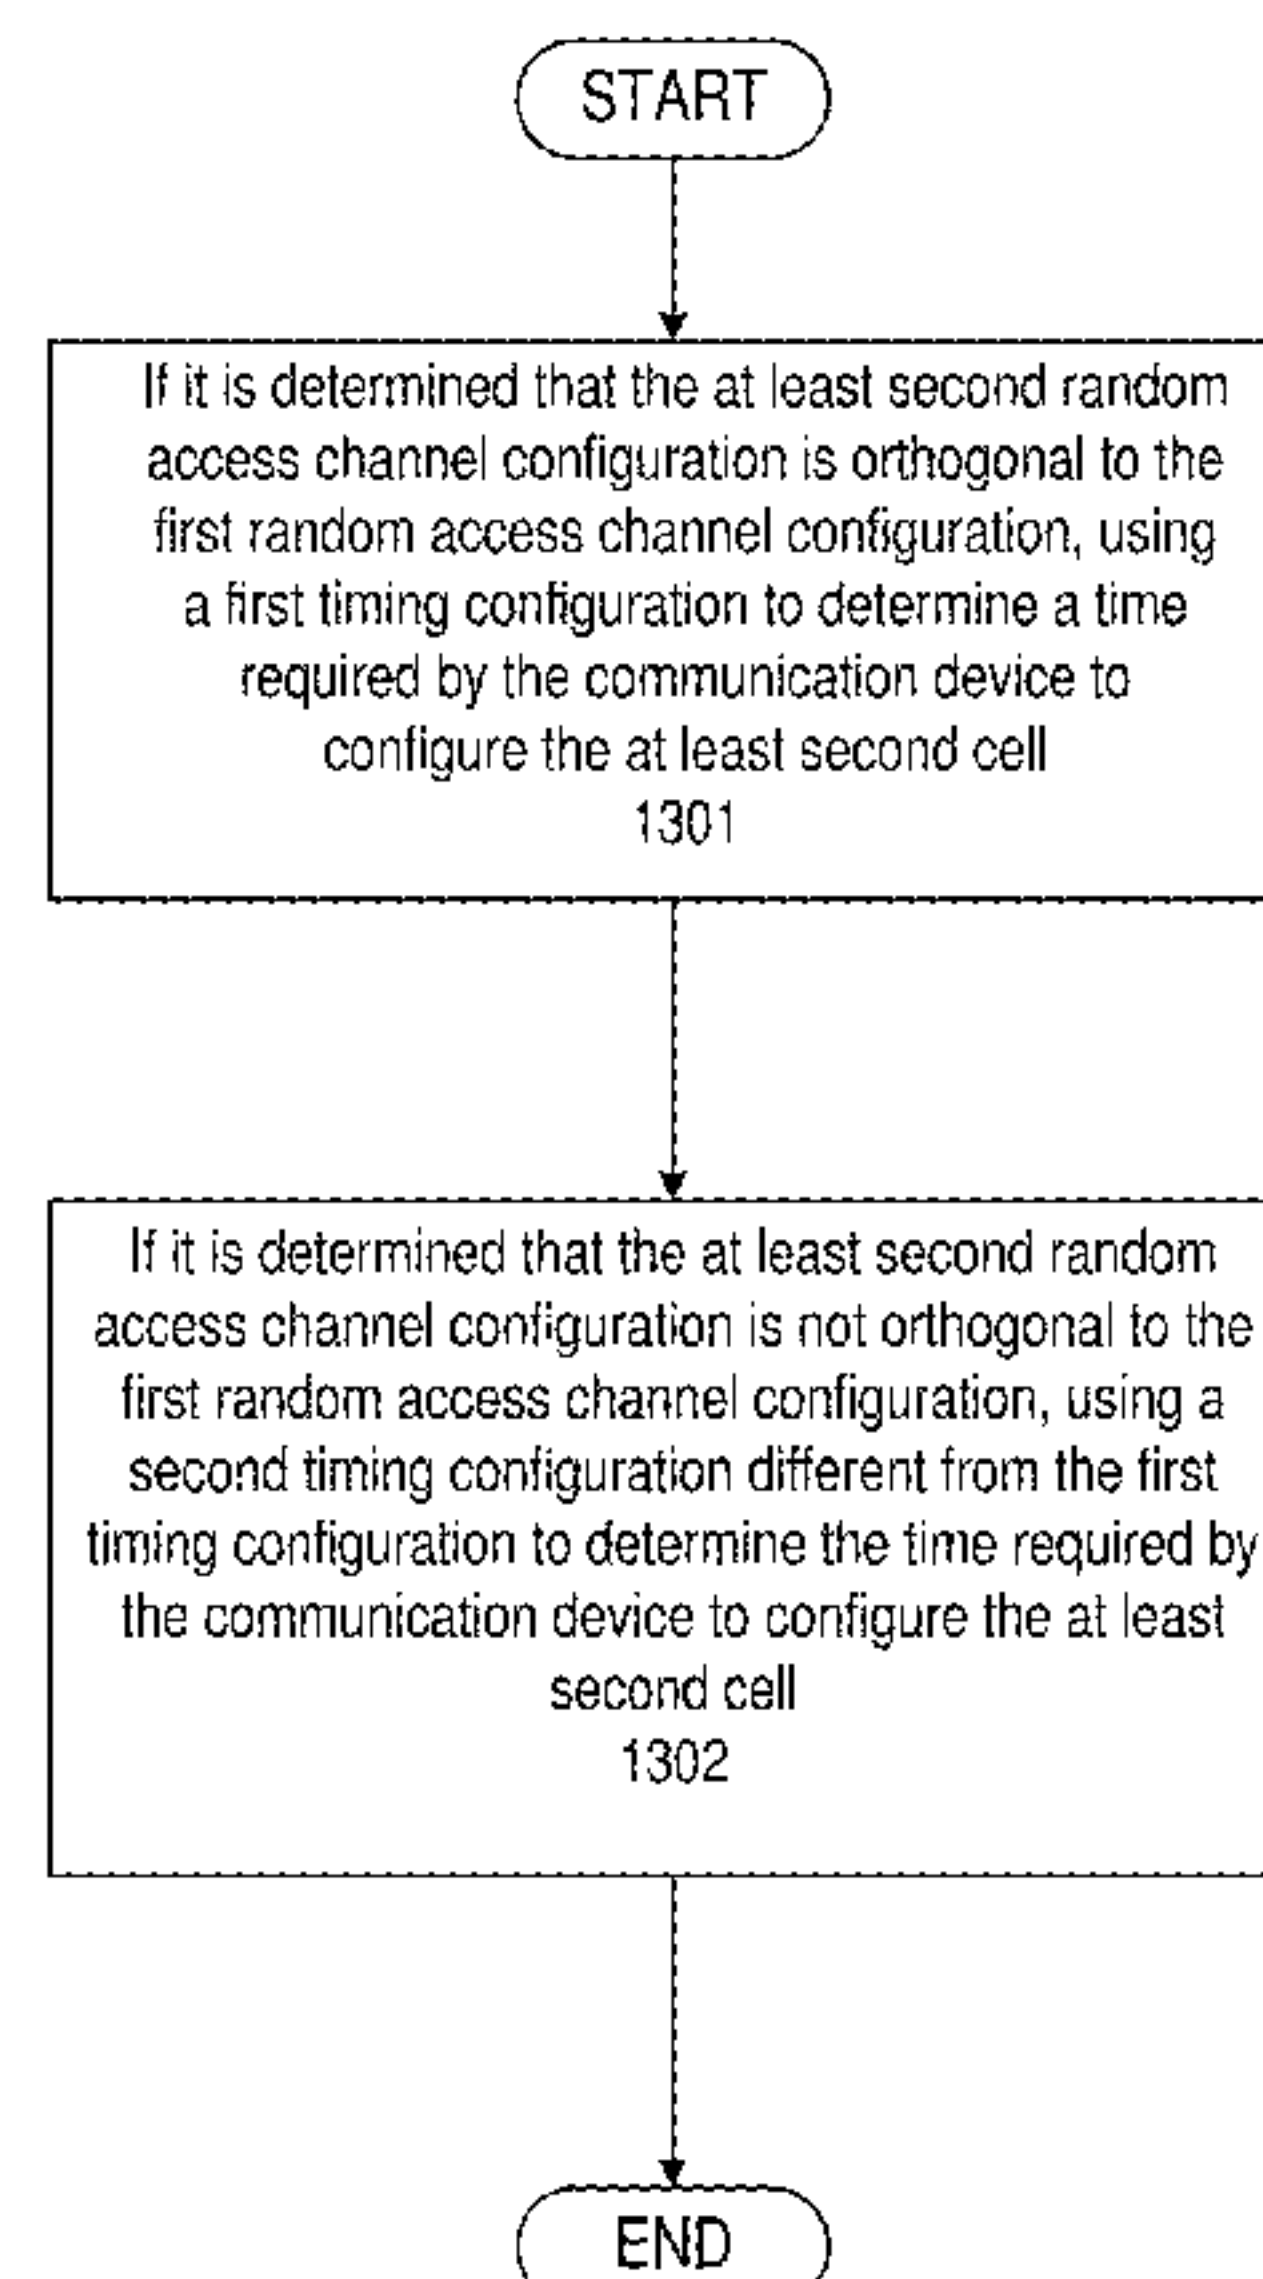 START
If it is determined that the at least second random
access channel configuration is orthogonal to the
first random access channel configuration, using
a first timing configuration to determine a time
required by the communication device to
configure the at least second cell
1301
If it is determined that the at least second random
access channel configuration is not orthogonal to the
first random access channel configuration, using a
second timing configuration different from the first
timing configuration to determine the time required by
the communication device to configure the at least
second cell
1302
END